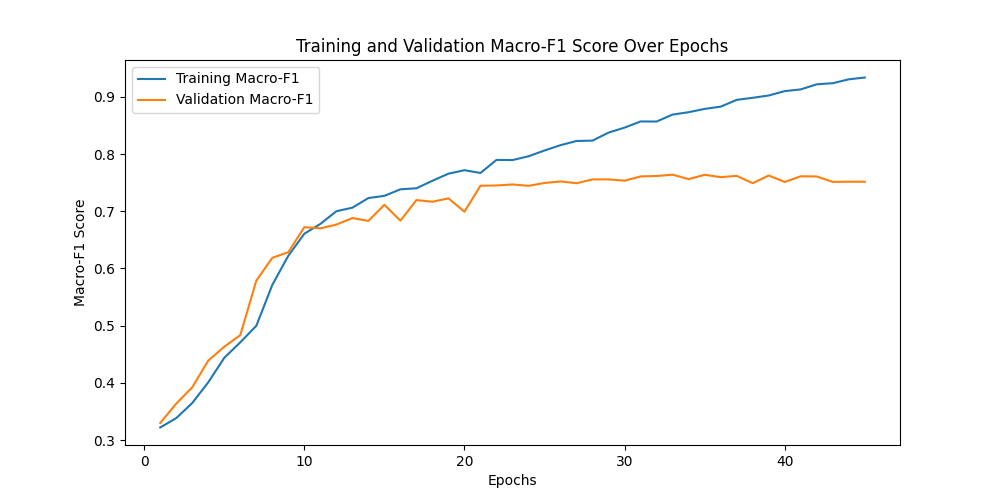 Training and Validation Macro-F1 Score Over Epochs
Training Macro-F1
Validation Macro-F1
Macro-F1 Score
0.9
0.8
0.7
0.6
0.5
0.4
0.3
0
10
20
30
40
Epochs